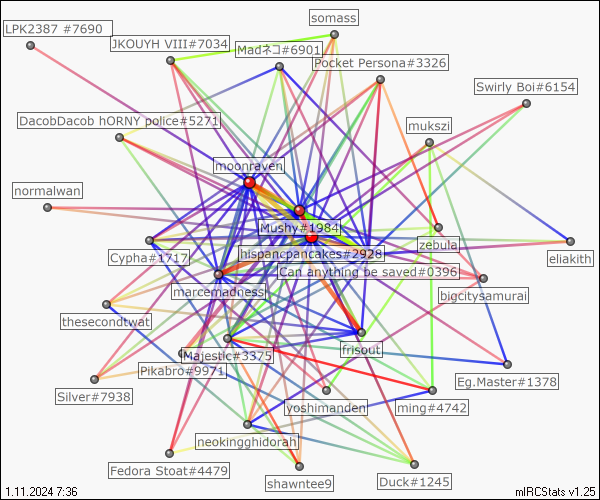 somass
LPK2387 #7690
JKOUYH VIII#7034
Madネコ#6901
Pocket Persona#3326
Swirly Boi#6154
DacobDacob hORNY police#5271
mukszi
moonraven
normalwan
Mushy#1984
zebula
Cypha#1717
hispancpancakes#2928
eliakith
Can anything be saved#0396
marcemadness
bigcitysamurai
thesecondtwat
Majestic#3375
frisout
Pikabro#9971
Eg.Master#1378
Silver#7938
yoshimanden
ming#4742
neokingghidorah
Fedora Stoat#4479
shawntee9
Duck#1245
1.11.2024 7:36
mIRCStats v1.25